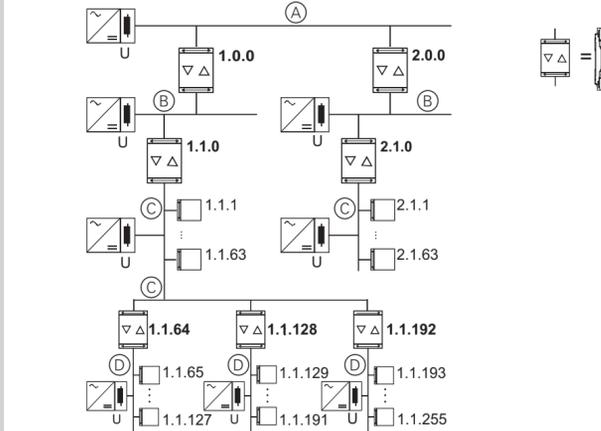 A
U
1.0.0
2.0.0
=
B
B
U
U
1.1.0
2.1.0
C
1.1.1
C
2.1.1
U
1.1.63
U
2.1.63
C
1.1.64
1.1.128
1.1.192
D
1.1.65
D
1.1.129
D
1.1.193
U
1.1.127
U
1.1.191
U
1.1.255